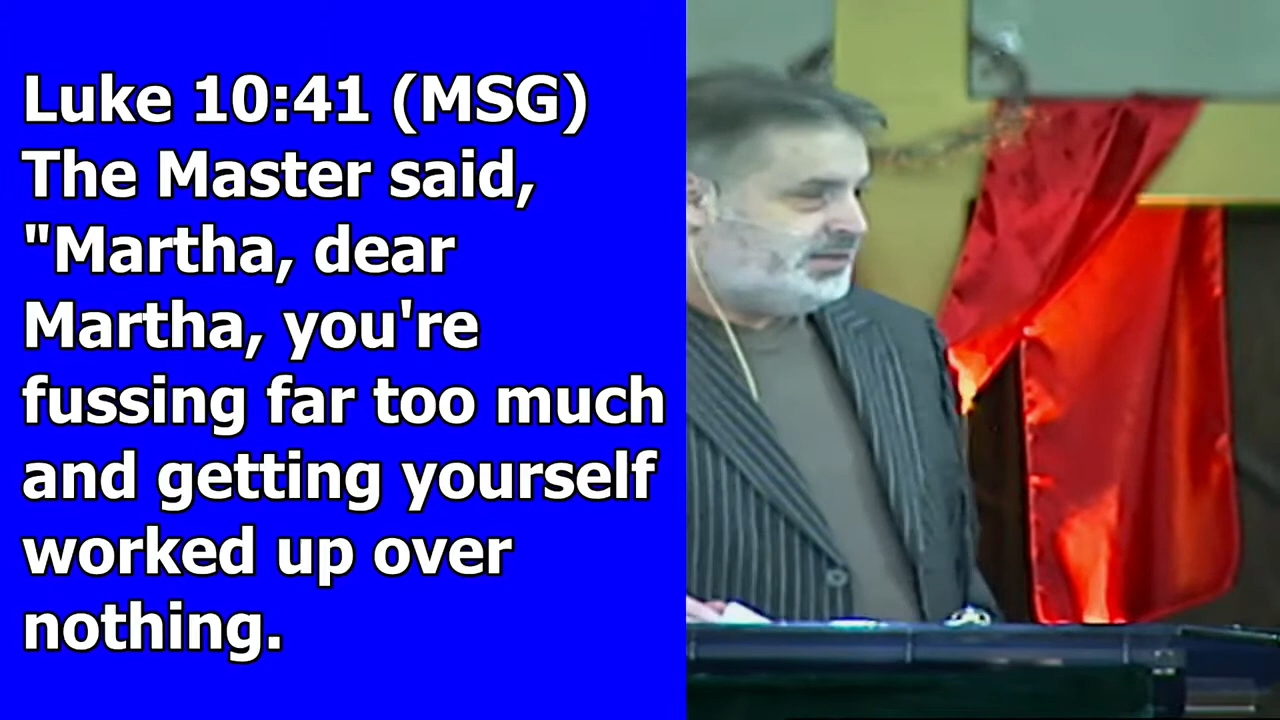 Luke 10:41 (MSG)
The Master said,
"Martha, dear
Martha, you're
fussing far too much
and getting yourself
worked up over
nothing.